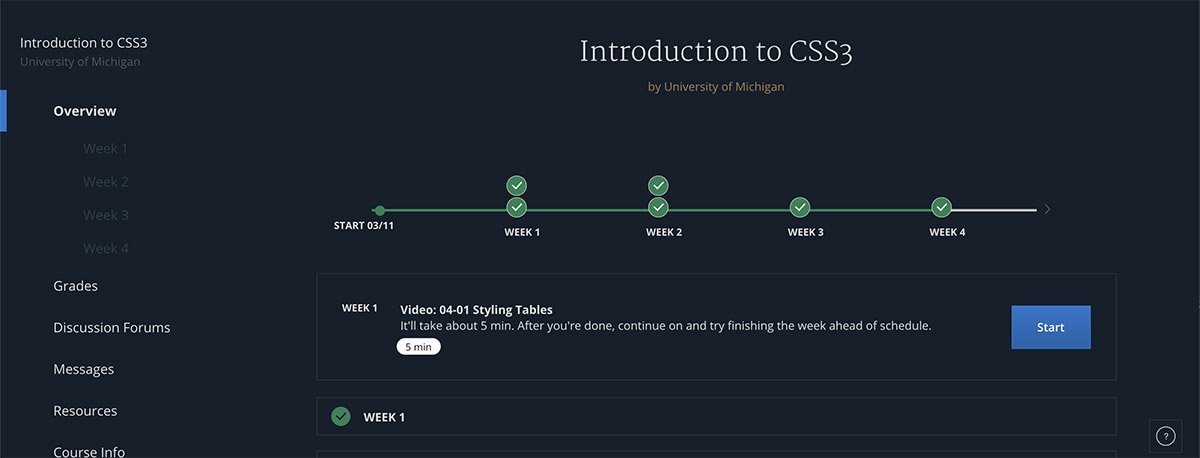 Introduction to CSS3
University of Michigan
Overview
Week 1
Week 2
Week 3
Week 4
Grades
Discussion Forums
Messages
Resources
Course Info
Introduction to CSS3
by University of Michigan
START 03/11
WEEK 1
WEEK 2
WEEK 3
WEEK 4
WEEK 1
Video: 04-01 Styling Tables
It'll take about 5 min. After you're done, continue on and try finishing the week ahead of schedule.
5 min
Start
WEEK 1
?